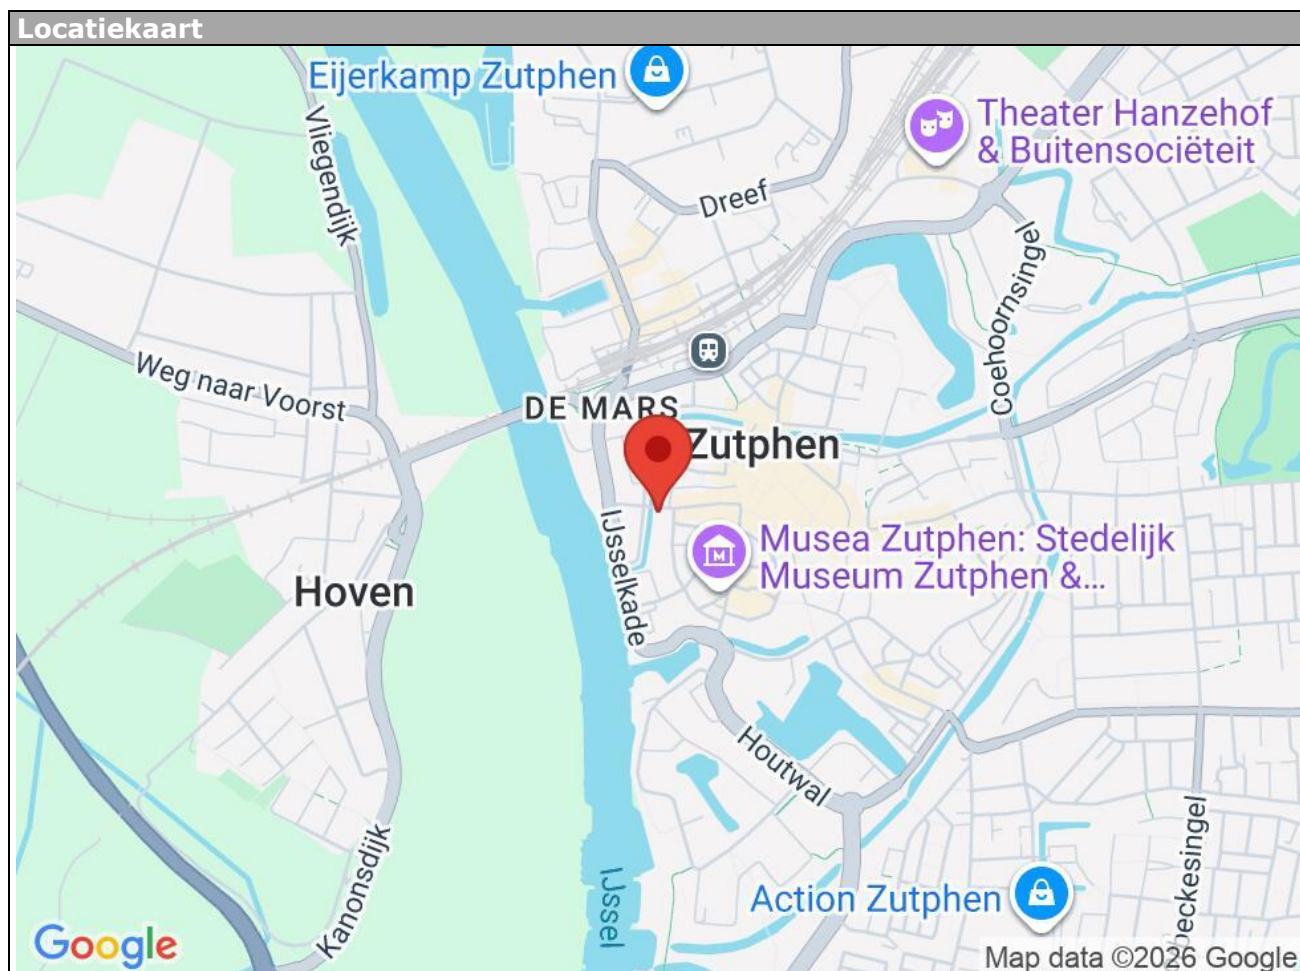 Locatiekaart
Eijerkamp Zutphen
Theater Hanzehof
& Buitensociëteit
Vliegendijk
Dreef
Coehoornsingel
Weg naar Voorst
DE MARS
Zutphen
IJsselkade
Musea Zutphen: Stedelijk
Museum Zutphen &...
Hoven
Houtwal
Kanonsdijk
IJssel
Action Zutphen
beckesingel
Google
Map data ©2026 Google